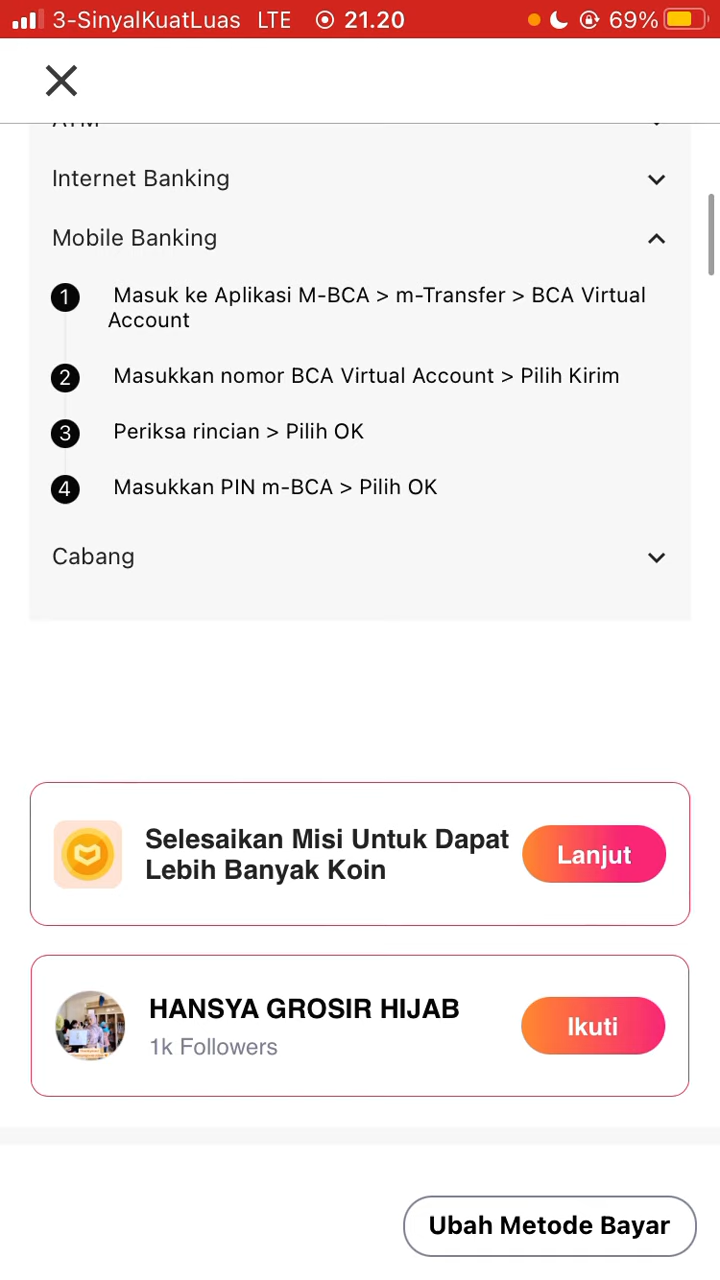 3-SinyalKuatLuas LTE 21.20 69%
ATM
Internet Banking
Mobile Banking
1 Masuk ke Aplikasi M-BCA > m-Transfer > BCA Virtual
Account
2 Masukkan nomor BCA Virtual Account > Pilih Kirim
3 Periksa rincian > Pilih OK
4 Masukkan PIN m-BCA > Pilih OK
Cabang
Selesaikan Misi Untuk Dapat
Lebih Banyak Koin
Lanjut
HANSYA GROSIR HIJAB
1k Followers
Ikuti
Ubah Metode Bayar